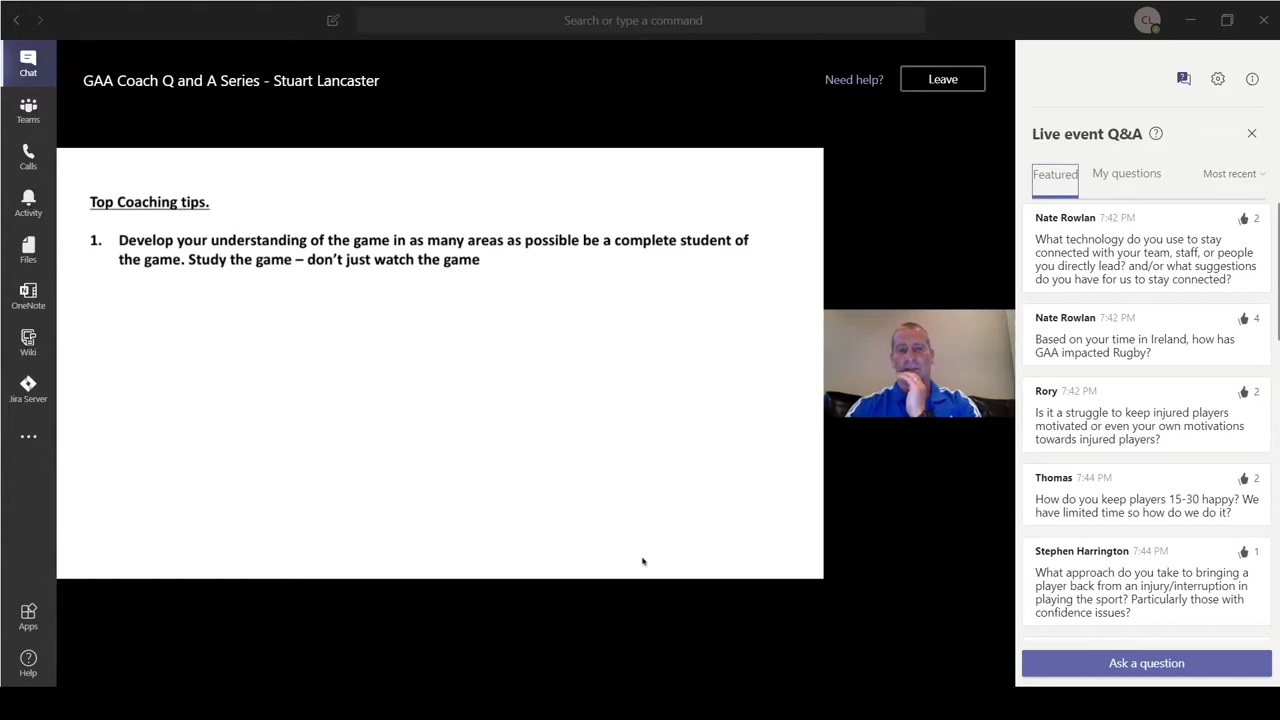 Search or type a command
CL
Chat
Teams
Calls
Activity
Files
OneNote
Wiki
Jira Server
Apps
Help
GAA Coach Q and A Series - Stuart Lancaster
Need help?
Leave
Top Coaching tips.
1. Develop your understanding of the game in as many areas as possible be a complete student of
the game. Study the game – don't just watch the game
Live event Q&A
Featured
My questions
Most recent
Nate Rowlan 7:42 PM 2
What technology do you use to stay
connected with your team, staff, or people
you directly lead? and/or what suggestions
do you have for us to stay connected?
Nate Rowlan 7:42 PM 4
Based on your time in Ireland, how has
GAA impacted Rugby?
Rory 7:42 PM 2
Is it a struggle to keep injured players
motivated or even your own motivations
towards injured players?
Thomas 7:44 PM 2
How do you keep players 15-30 happy? We
have limited time so how do we do it?
Stephen Harrington 7:44 PM 1
What approach do you take to bringing a
player back from an injury/interruption in
playing the sport? Particularly those with
confidence issues?
Ask a question